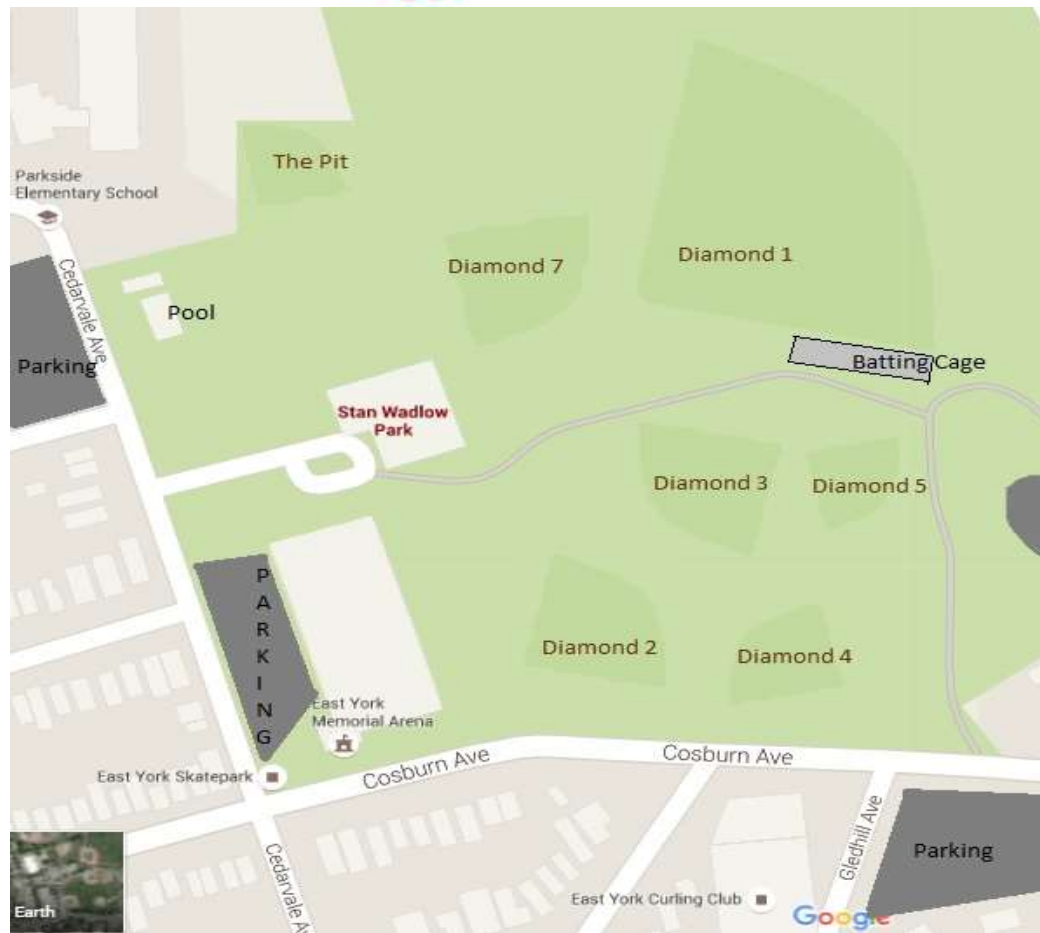 The Pit
Parkside
Elementary School
Diamond 7
Diamond 1
Cedarvale Ave
Pool
Parking
Batting Cage
Stan Wadlow
Park
Diamond 3
Diamond 5
PARKING
Diamond 2
Diamond 4
East York
Memorial Arena
Cosburn Ave
Cosburn Ave
East York Skatepark
Gledhill Ave
Parking
Cedarvale
East York Curling Club
Earth
Google